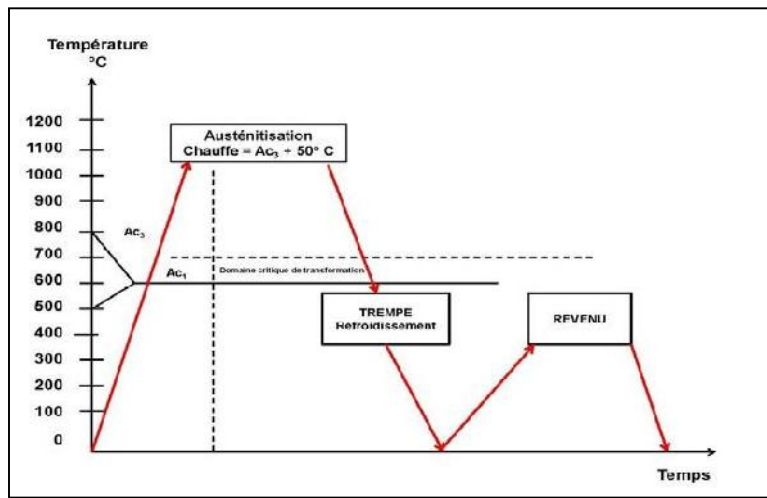 Température
°C
1200
1100
1000
900
800
700
600
500
400
300
200
100
0
Austénitisation
Chauffe = Ac₃ + 50° C
Ac₃
Ac₁
Domaine critique de transformation
TREMPE
Refroidissement
REVENU
Temps